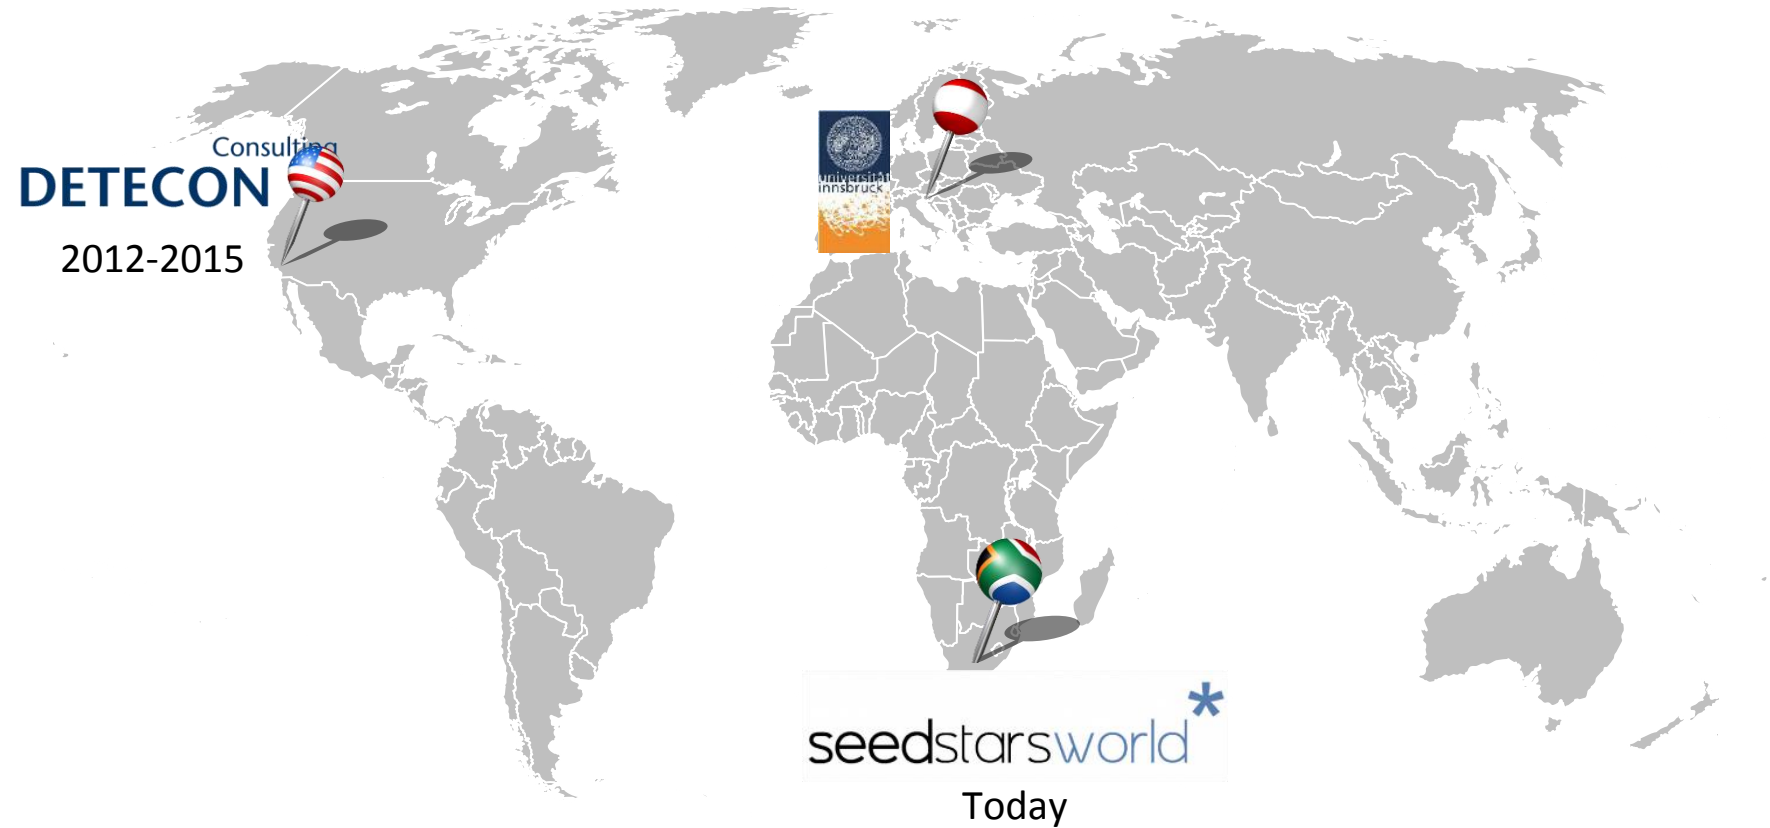 Consulting
DETECON
2012-2015
universität
innsbruck
seedstarsworld*
Today